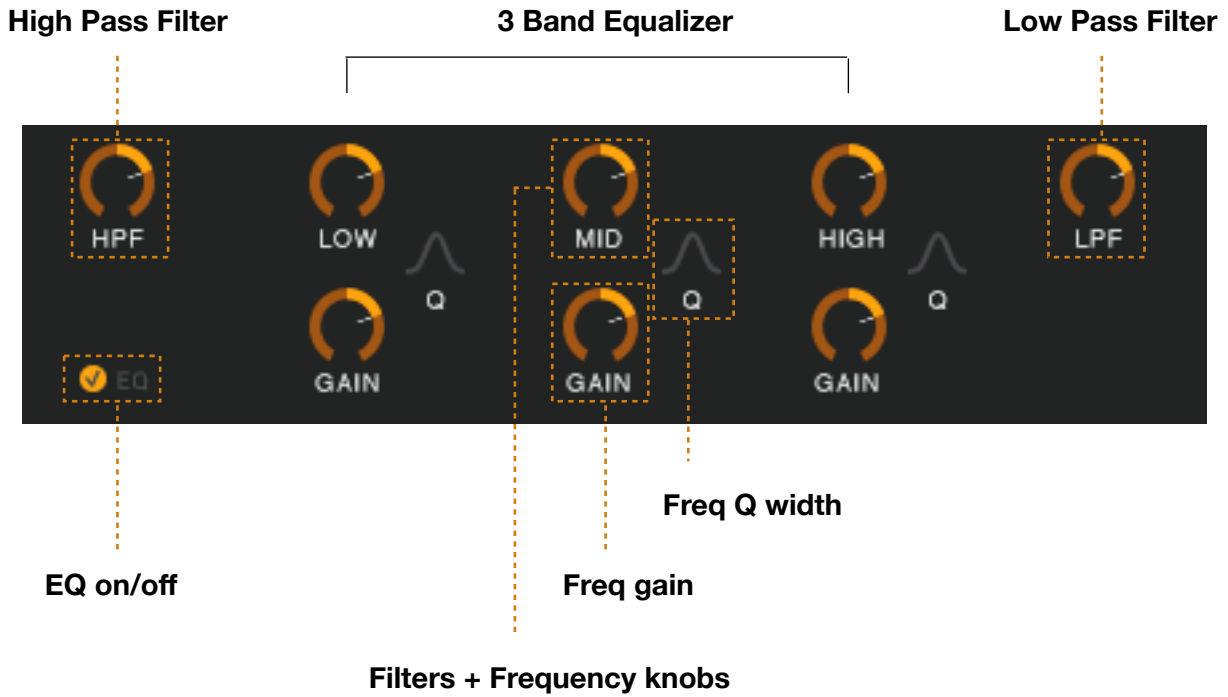 High Pass Filter
3 Band Equalizer
Low Pass Filter
HPF
LOW
MID
HIGH
LPF
Q
Q
Q
EQ
GAIN
GAIN
GAIN
Freq Q width
EQ on/off
Freq gain
Filters + Frequency knobs